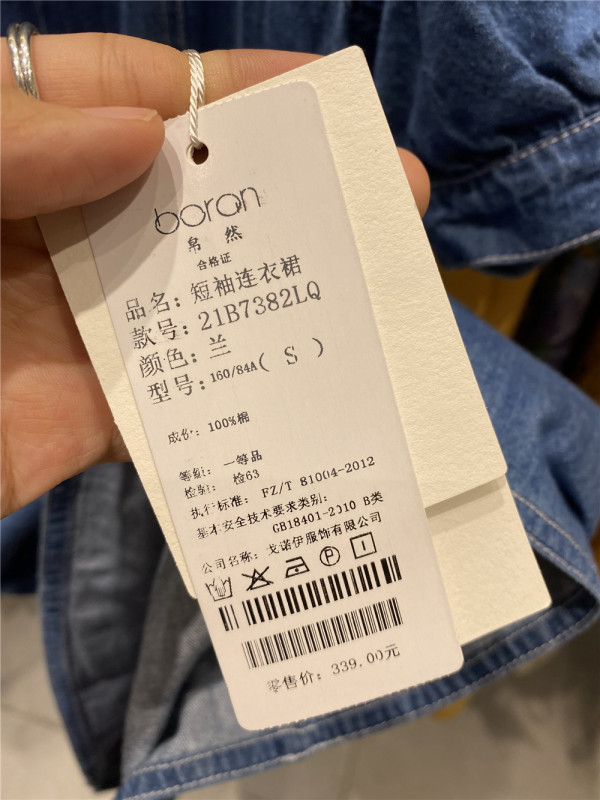 boron
帛然
合格证
品名: 短袖连衣裙
款号: 21B7382LQ
颜色: 兰
型号: 160/84A( S )
成份: 100%棉
等级: 一等品
检验: 检63
执行标准: FZ/T 81004-2012
基本安全技术要求类别:
GB18401-2010 B类
公司名称: 戈诺伊服饰有限公司
零售价: 339.00元